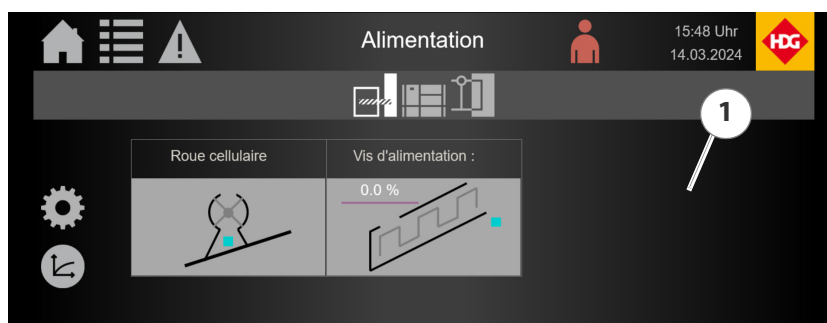 Alimentation
15:48 Uhr
14.03.2024
HDG
1
Roue cellulaire
Vis d'alimentation :
0.0 %